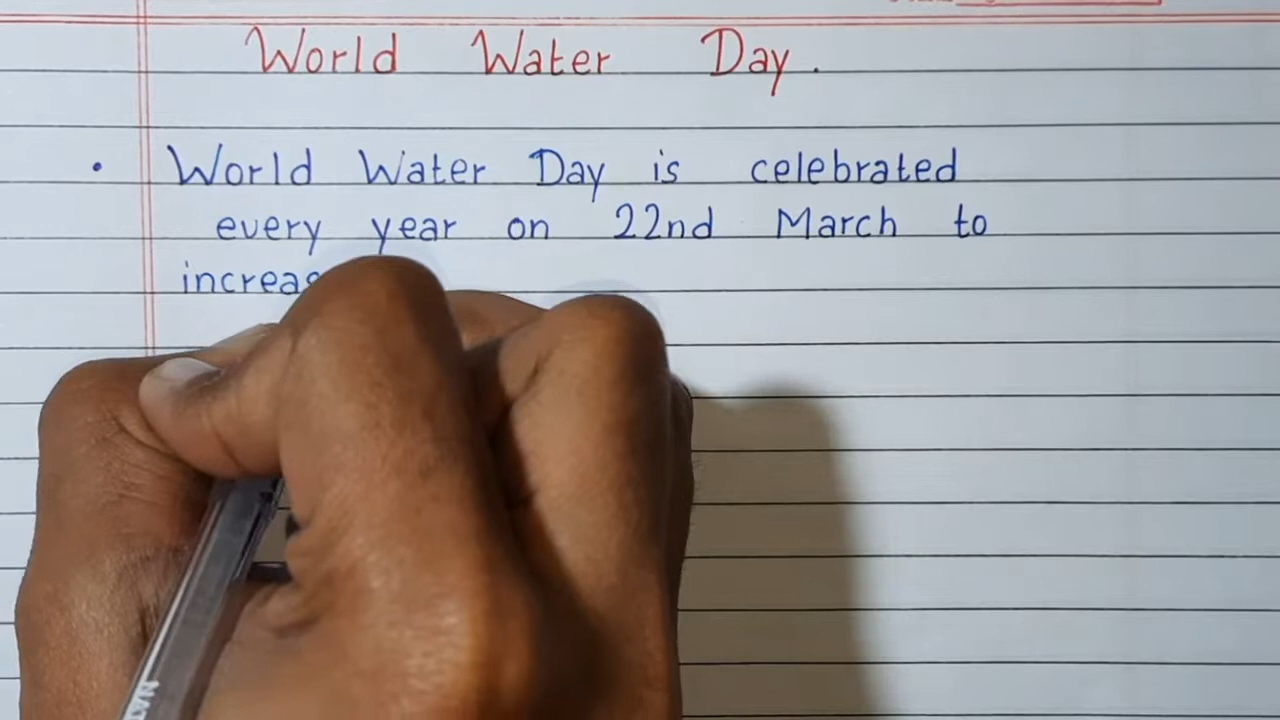 World Water Day.
• World Water Day is celebrated
every year on 22nd March to